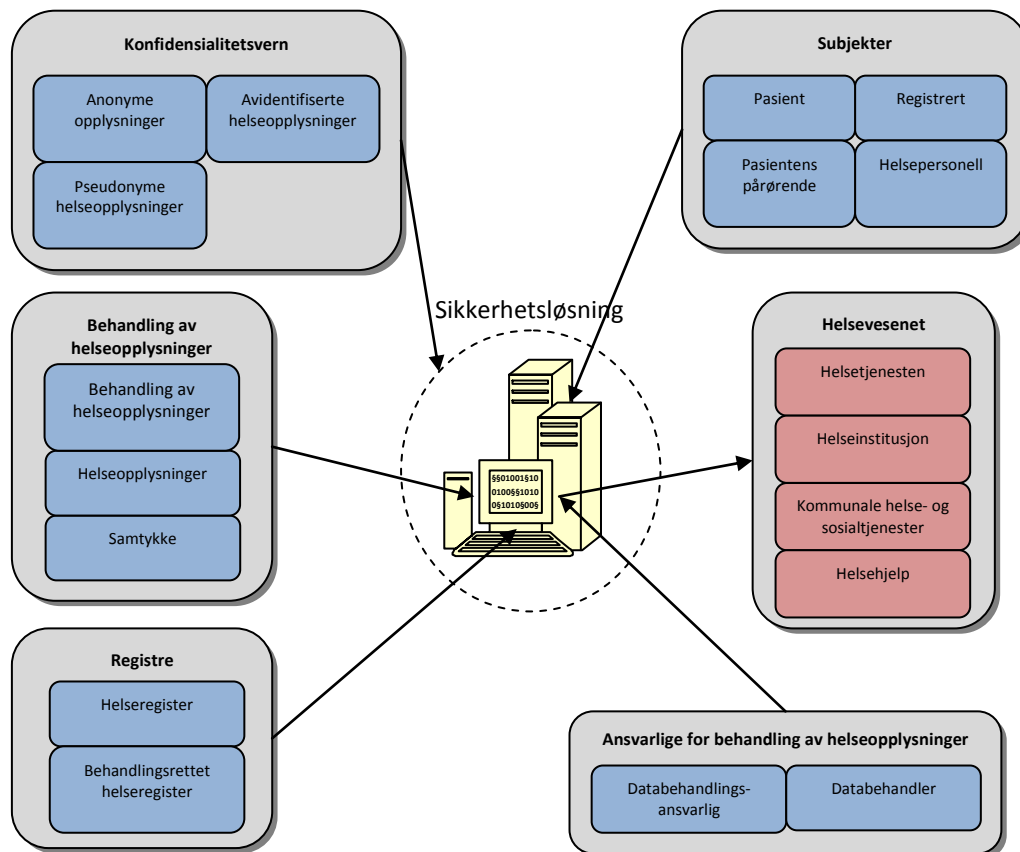 Konfidensialitetsvern
Anonyme
opplysninger
Avidentifiserte
helseopplysninger
Pseudonyme
helseopplysninger
Subjekter
Pasient
Registrert
Pasientens
pårørende
Helsepersonell
Sikkerhetsløsning
§§01001§10
0100§§1010
0§1010§00§
Behandling av
helseopplysninger
Behandling av
helseopplysninger
Helseopplysninger
Samtykke
Helsevesenet
Helsetjenesten
Helseinstitusjon
Kommunale helse- og
sosialtjenester
Helsehjelp
Registre
Helseregister
Behandlingsrettet
helseregister
Ansvarlige for behandling av helseopplysninger
Databehandlings-
ansvarlig
Databehandler